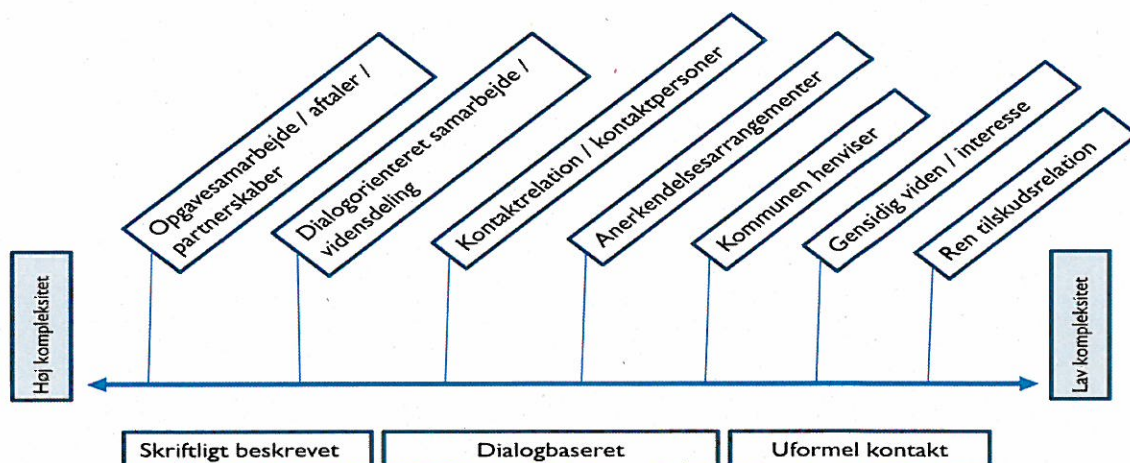 Opgavesamarbejde / aftaler /
partnerskaber
Dialogorienteret samarbejde /
vidensdeling
Kontaktrelation / kontaktpersoner
Anerkendelsesarrangementer
Kommunen henviser
Gensidig viden / interesse
Ren tilskudsrelation
Høj kompleksitet
Lav kompleksitet
Skriftligt beskrevet
Dialogbaseret
Uformel kontakt